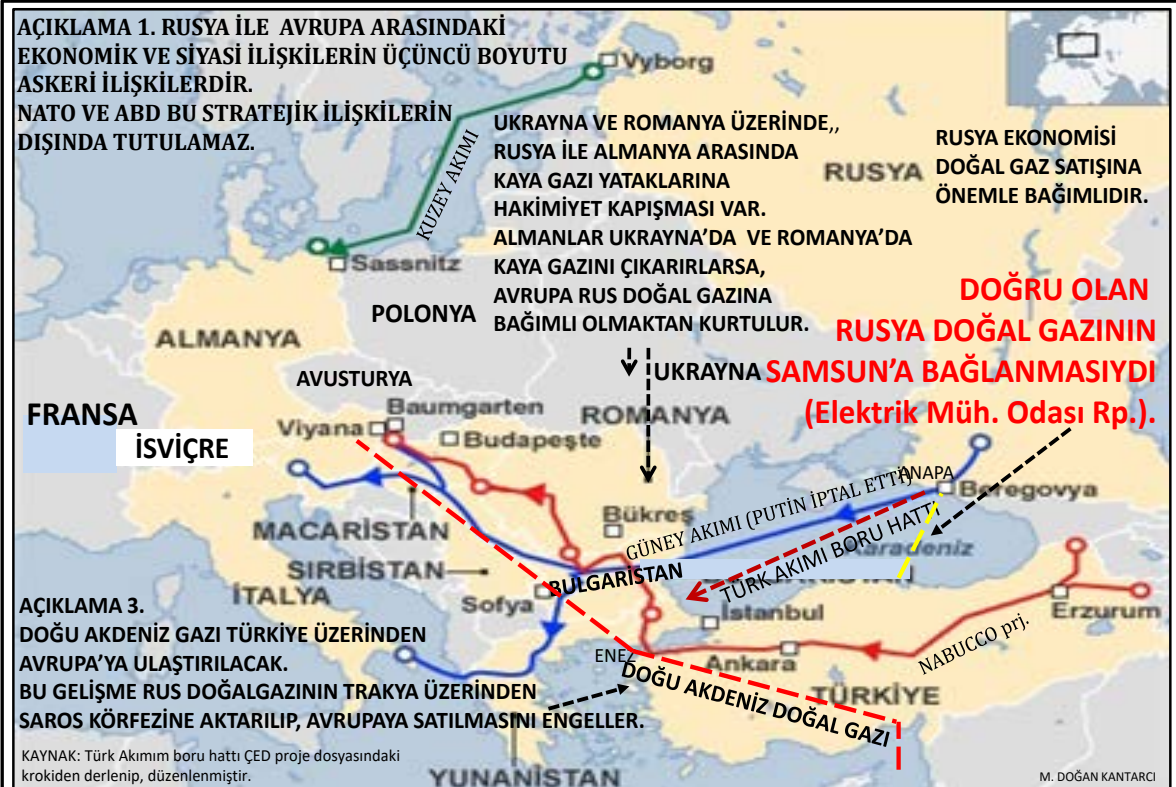 AÇIKLAMA 1. RUSYA İLE AVRUPA ARASINDAKİ
EKONOMİK VE SİYASİ İLİŞKİLERİN ÜÇÜNCÜ BOYUTU
ASKERİ İLİŞKİLERDİR.
NATO VE ABD BU STRATEJİK İLİŞKİLERİN
DIŞINDA TUTULAMAZ.
Vyborg
KUZEY AKIMI
Sassnitz
UKRAYNA VE ROMANYA ÜZERİNDE,,
RUSYA İLE ALMANYA ARASINDA
KAYA GAZI YATAKLARINA
HAKİMİYET KAPIŞMASI VAR.
ALMANLAR UKRAYNA’DA VE ROMANYA’DA
KAYA GAZINI ÇIKARIRLARSA,
AVRUPA RUS DOĞAL GAZINA
BAĞIMLI OLMAKTAN KURTULUR.
RUSYA
RUSYA EKONOMİSİ
DOĞAL GAZ SATIŞINA
ÖNEMLE BAĞIMLIDIR.
DOĞRU OLAN
RUSYA DOĞAL GAZININ
SAMSUN’A BAĞLANMASIYDI
(Elektrik Müh. Odası Rp.).
POLONYA
ALMANYA
UKRAYNA
AVUSTURYA
FRANSA
İSVİÇRE
Baumgarten
Viyana
Budapeşte
ROMANYA
ANAPA
Beregovya
MACARİSTAN
Bükreş
GÜNEY AKIMI (PUTİN İPTAL ETTİ)
TÜRK AKIMI BORU HATTI
Karadeniz
SIRBİSTAN
BULGARİSTAN
İTALYA
Sofya
İstanbul
Erzurum
NABUCCO prj.
AÇIKLAMA 3.
DOĞU AKDENİZ GAZI TÜRKİYE ÜZERİNDEN
AVRUPA’YA ULAŞTIRILACAK.
BU GELİŞME RUS DOĞALGAZININ TRAKYA ÜZERİNDEN
SAROS KÖRFEZİNE AKTARILIP, AVRUPAYA SATILMASINI ENGELLER.
ENEZ
Ankara
DOĞU AKDENİZ DOĞAL GAZI
TÜRKİYE
KAYNAK: Türk Akımım boru hattı ÇED proje dosyasındaki
krokiden derlenip, düzenlenmiştir.
YUNANİSTAN
M. DOĞAN KANTARCI